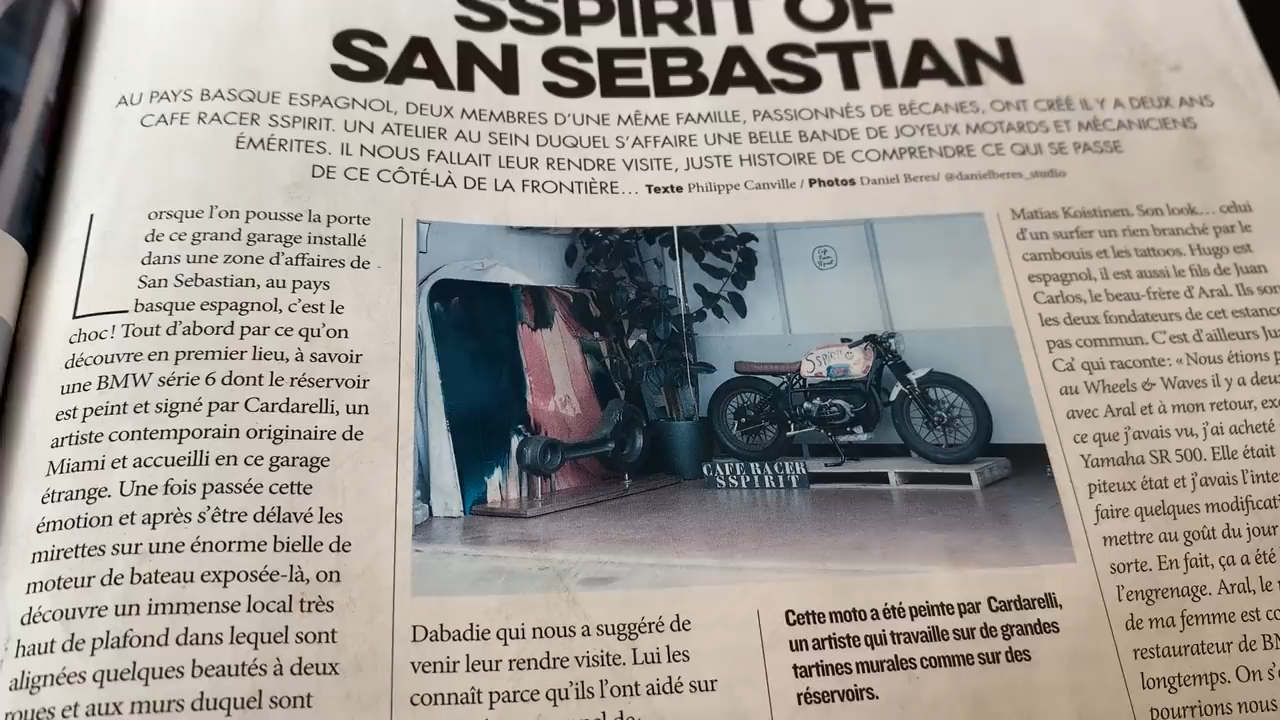 SSPIRIT OF
SAN SEBASTIAN
AU PAYS BASQUE ESPAGNOL, DEUX MEMBRES D'UNE MÊME FAMILLE, PASSIONNÉS DE BÉCANES, ONT CRÉÉ IL Y A DEUX ANS
CAFE RACER SSPIRIT. UN ATELIER AU SEIN DUQUEL S'AFFAIRE UNE BELLE BANDE DE JOYEUX MOTARDS ET MÉCANICIENS
ÉMÉRITES. IL NOUS FALLAIT LEUR RENDRE VISITE, JUSTE HISTOIRE DE COMPRENDRE CE QUI SE PASSE
DE CE CÔTÉ-LÀ DE LA FRONTIÈRE... Texte Philippe Canville / Photos Daniel Beres/ @danielberes_studio
Lorsque l'on pousse la porte
de ce grand garage installé
dans une zone d'affaires de
San Sebastian, au pays
basque espagnol, c'est le
choc! Tout d'abord par ce qu'on
découvre en premier lieu, à savoir
une BMW série 6 dont le réservoir
est peint et signé par Cardarelli, un
artiste contemporain originaire de
Miami et accueilli en ce garage
étrange. Une fois passée cette
émotion et après s'être délavé les
mirettes sur une énorme bielle de
moteur de bateau exposée-là, on
découvre un immense local très
haut de plafond dans lequel sont
alignées quelques beautés à deux
roues et aux murs duquel sont
SSPIRIT
CAFE RACER
SSPIRIT
Dabadie qui nous a suggéré de
venir leur rendre visite. Lui les
connaît parce qu'ils l'ont aidé sur
Cette moto a été peinte par Cardarelli,
un artiste qui travaille sur de grandes
tartines murales comme sur des
réservoirs.
Matias Koistinen. Son look... celui
d'un surfer un rien branché par le
cambouis et les tattoos. Hugo est
espagnol, il est aussi le fils de Juan
Carlos, le beau-frère d'Aral. Ils son
les deux fondateurs de cet estanc
pas commun. C'est d'ailleurs Ju
Ca' qui raconte: « Nous étions p
au Wheels & Waves il y a deu
avec Aral et à mon retour, ex
ce que j'avais vu, j'ai acheté
Yamaha SR 500. Elle était
piteux état et j'avais l'inte
faire quelques modificat
mettre au goût du jour
sorte. En fait, ça a été
l'engrenage. Aral, le
de ma femme est co
restaurateur de BM
longtemps. On s'
pourrions nous